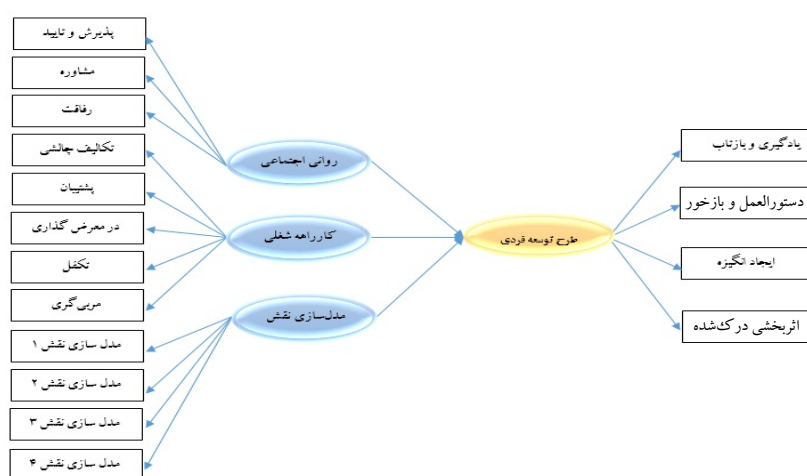 پذیرش و تایید
مشاوره
رفاقت
تکالیف چالشی
پشتیبان
در معرض گذاری
تکفل
مربی‌گری
مدل سازی نقش ۱
مدل سازی نقش ۲
مدل سازی نقش ۳
مدل سازی نقش ۴
روانی اجتماعی
کارراهه شغلی
مدل‌سازی نقش
طرح توسعه فردی
یادگیری و بازتاب
دستورالعمل و بازخور
ایجاد انگیزه
اثربخشی درک‌شده